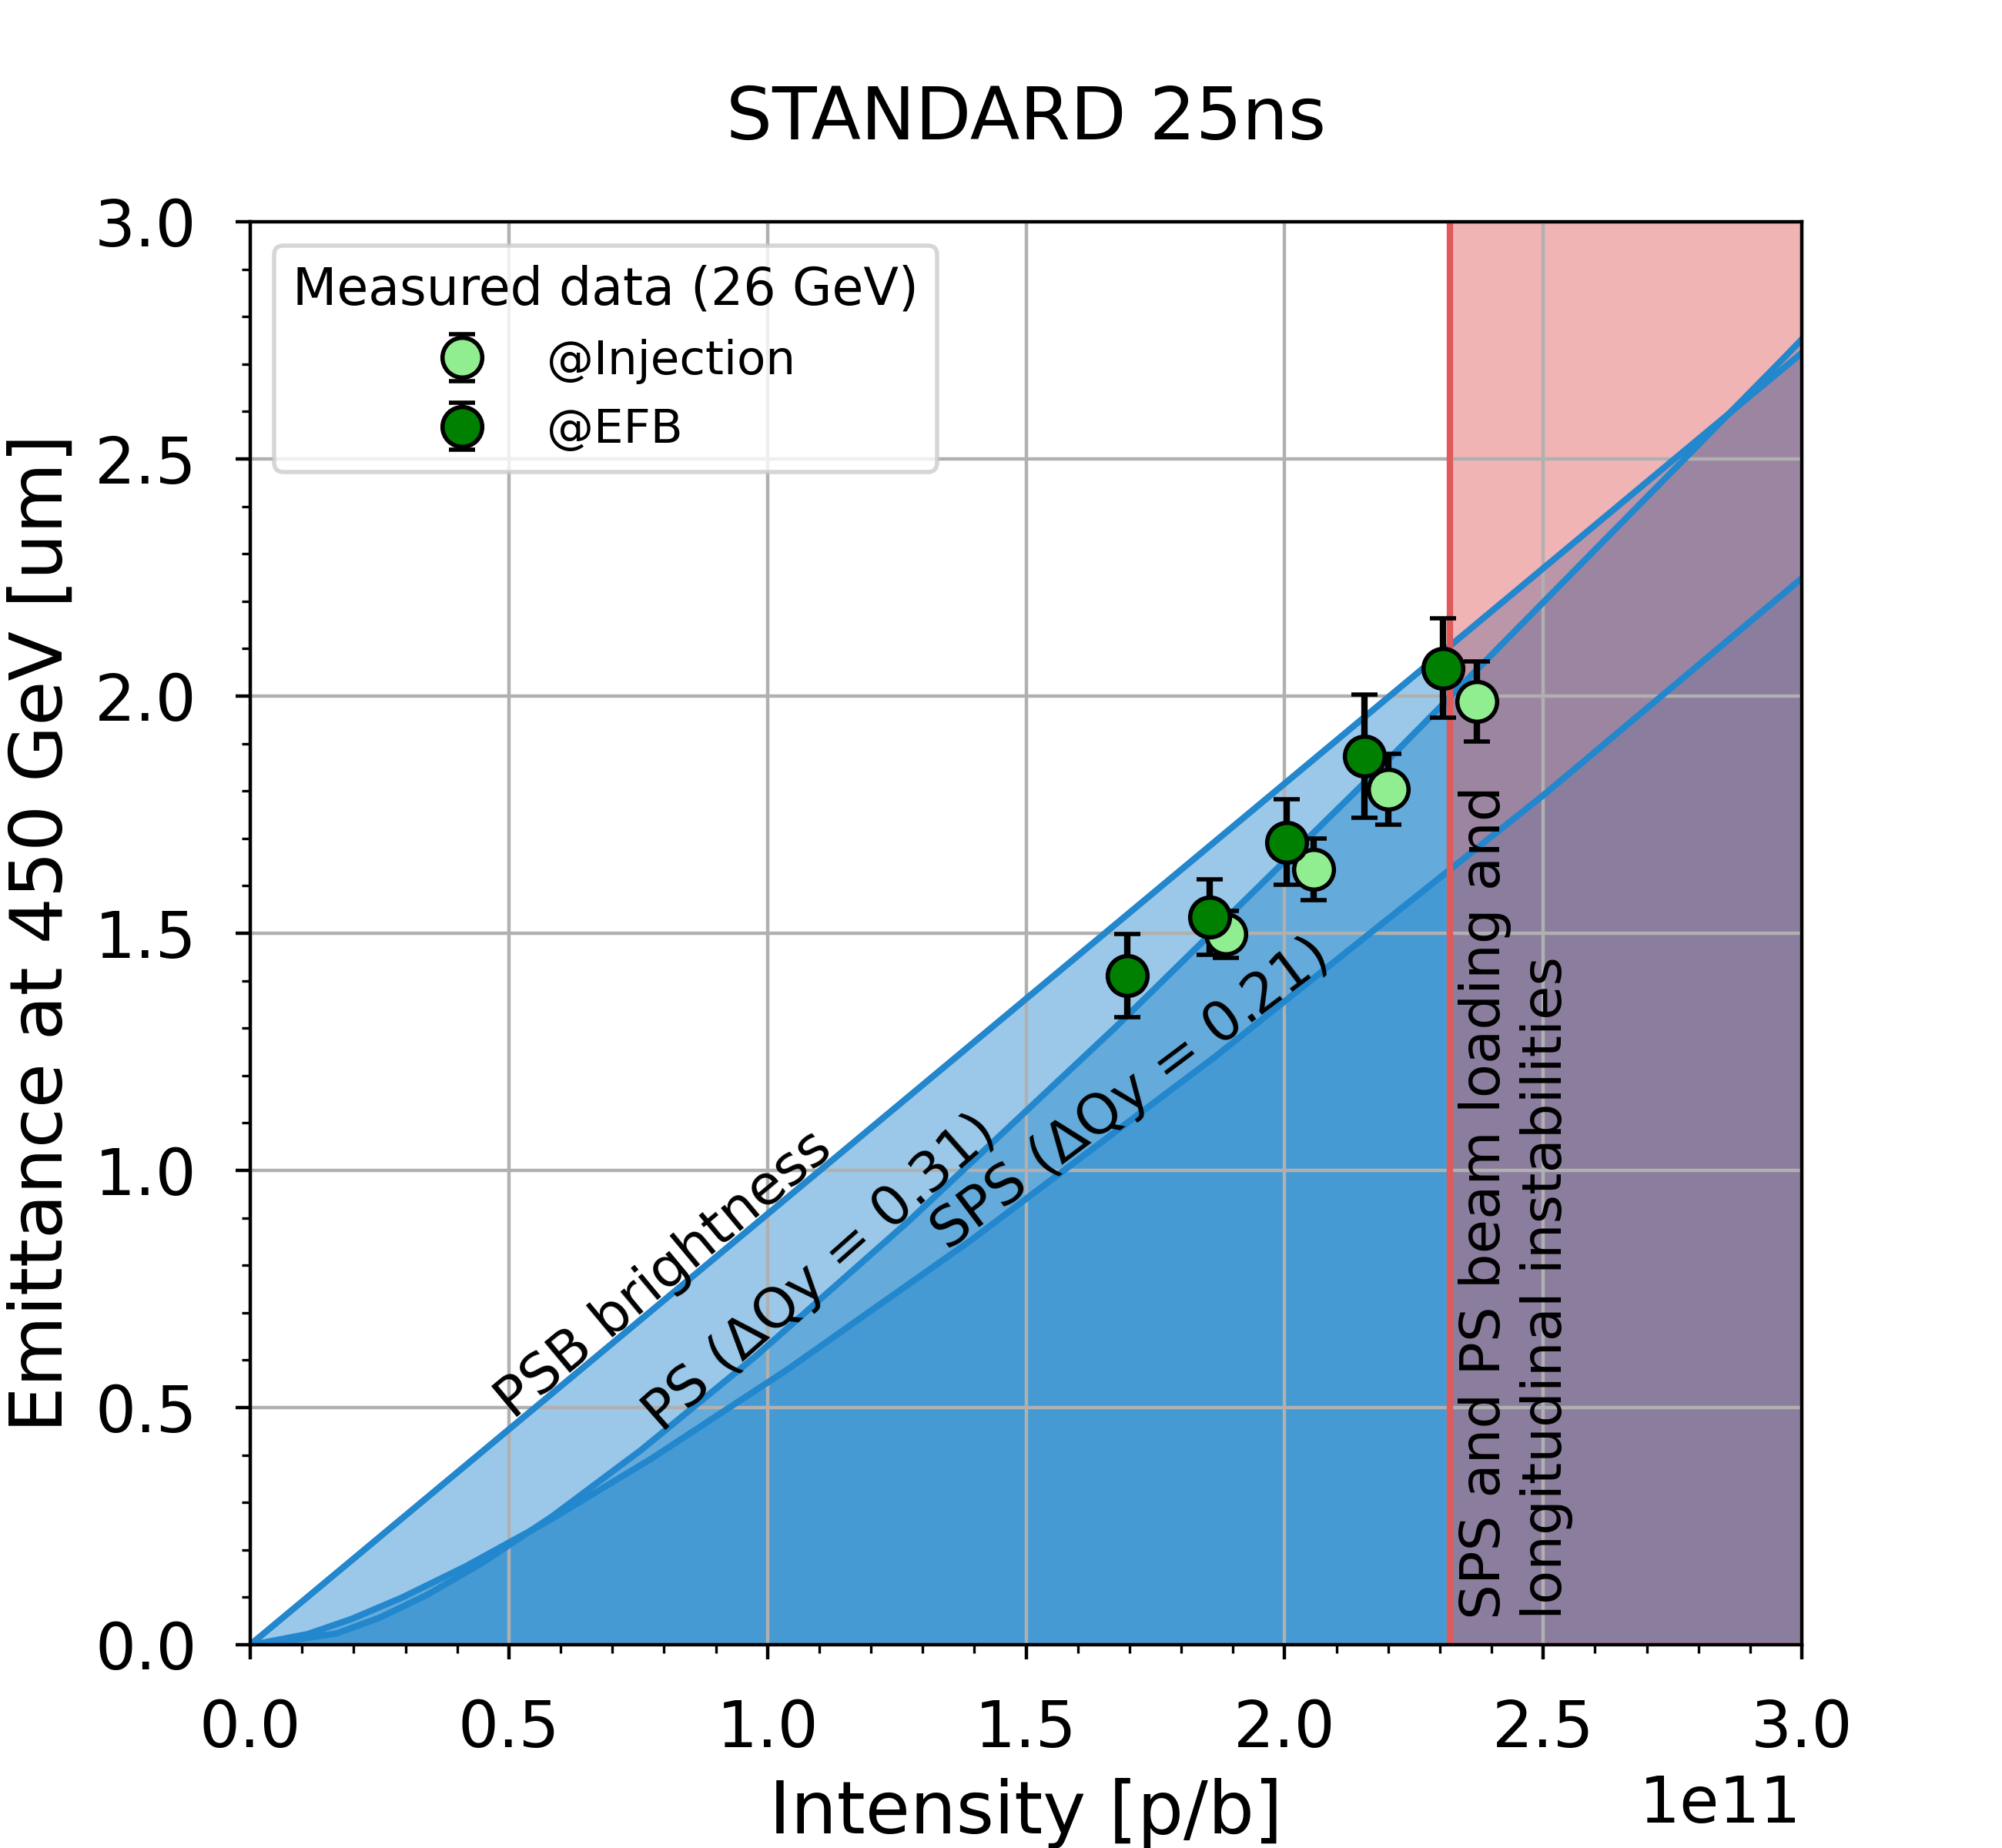 STANDARD 25ns
3.0
2.5
2.0
1.5
1.0
0.5
0.0
Emittance at 450 GeV [um]
Measured data (26 GeV)
@Injection
@EFB
PSB brightness
PS (ΔQy = 0.31)
SPS (ΔQy = 0.21)
SPS and PS beam loading and
longitudinal instabilities
0.0 0.5 1.0 1.5 2.0 2.5 3.0
1e11
Intensity [p/b]